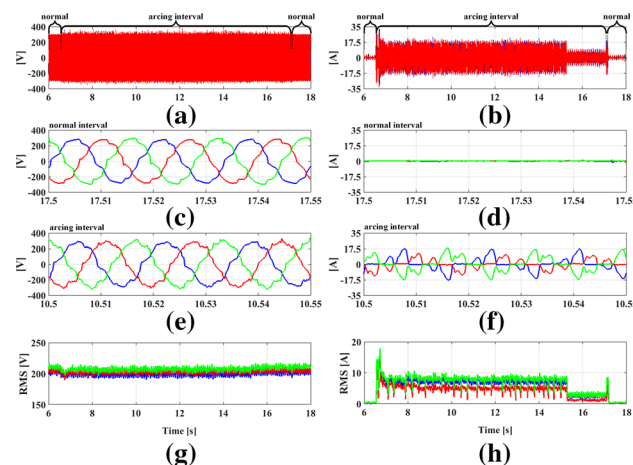 normal arcing interval normal
normal arcing interval normal
400
200
0
-200
-400
[V]
6 8 10 12 14 16 18
(a)
35
17.5
0
-17.5
-35
[A]
6 8 10 12 14 16 18
(b)
normal interval
400
200
0
-200
-400
[V]
17.5 17.51 17.52 17.53 17.54 17.55
(c)
normal interval
35
17.5
0
-17.5
-35
[A]
17.5 17.51 17.52 17.53 17.54 17.5
(d)
arcing interval
400
200
0
-200
-400
[V]
10.5 10.51 10.52 10.53 10.54 10.55
(e)
arcing interval
35
17.5
0
-17.5
-35
[A]
10.5 10.51 10.52 10.53 10.54 10.5
(f)
250
200
150
RMS [V]
6 8 10 12 14 16 18
Time [s]
(g)
20
10
0
RMS [A]
6 8 10 12 14 16 18
Time [s]
(h)